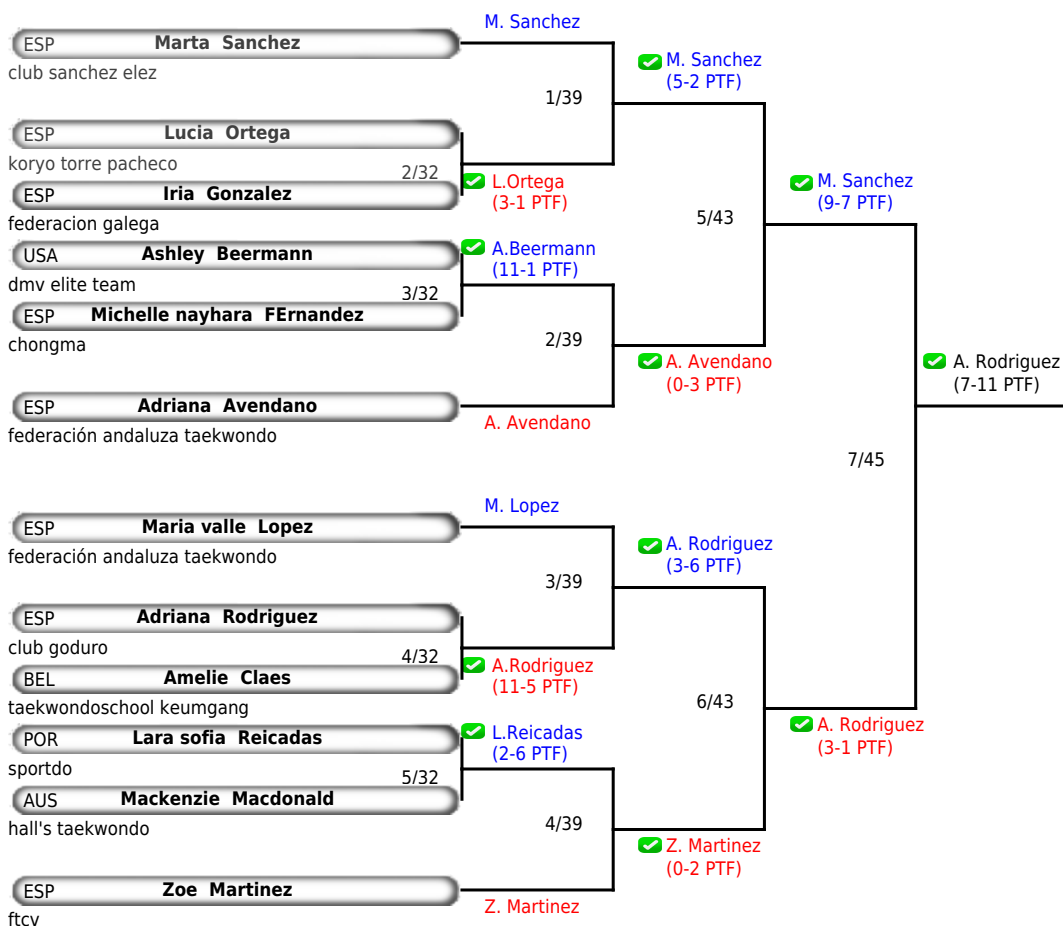 M. Sanchez
ESP Marta Sanchez
club sanchez elez
M. Sanchez
(5-2 PTF)
1/39
ESP Lucia Ortega
koryo torre pacheco
2/32
L.Ortega
(3-1 PTF)
ESP Iria Gonzalez
federacion galega
M. Sanchez
(9-7 PTF)
5/43
USA Ashley Beermann
dmv elite team
A.Beermann
(11-1 PTF)
3/32
ESP Michelle nayhara FErnandez
chongma
2/39
A. Avendano
(0-3 PTF)
A. Rodriguez
(7-11 PTF)
ESP Adriana Avendano
federación andaluza taekwondo
A. Avendano
7/45
M. Lopez
ESP Maria valle Lopez
federación andaluza taekwondo
A. Rodriguez
(3-6 PTF)
3/39
ESP Adriana Rodriguez
club goduro
4/32
A.Rodriguez
(11-5 PTF)
BEL Amelie Claes
taekwondoschool keumgang
6/43
A. Rodriguez
(3-1 PTF)
POR Lara sofia Reicadas
sportdo
L.Reicadas
(2-6 PTF)
5/32
AUS Mackenzie Macdonald
hall's taekwondo
4/39
Z. Martinez
(0-2 PTF)
ESP Zoe Martinez
ftcv
Z. Martinez